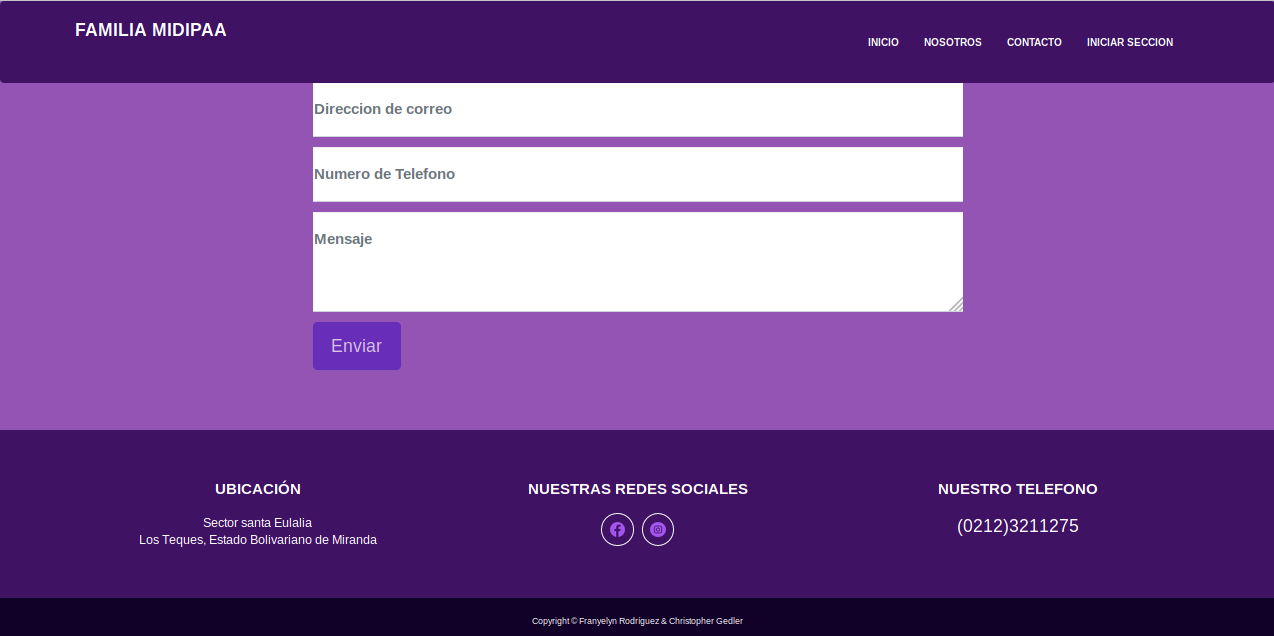 FAMILIA MIDIPAA
INICIO NOSOTROS CONTACTO INICIAR SECCION
Direccion de correo
Numero de Telefono
Mensaje
Enviar
UBICACIÓN
Sector santa Eulalia
Los Teques, Estado Bolivariano de Miranda
NUESTRAS REDES SOCIALES
NUESTRO TELEFONO
(0212)3211275
Copyright © Franyelyn Rodriguez & Christopher Gedler